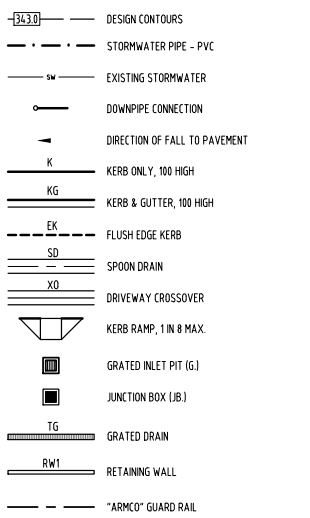 343.0 DESIGN CONTOURS
STORMWATER PIPE - PVC
SW EXISTING STORMWATER
DOWNPIPE CONNECTION
DIRECTION OF FALL TO PAVEMENT
K
KERB ONLY, 100 HIGH
KG
KERB & GUTTER, 100 HIGH
EK
FLUSH EDGE KERB
SD
SPOON DRAIN
XO
DRIVEWAY CROSSOVER
KERB RAMP, 1 IN 8 MAX.
GRATED INLET PIT (G.)
JUNCTION BOX (JB.)
TG
GRATED DRAIN
RW1
RETAINING WALL
"ARMCO" GUARD RAIL